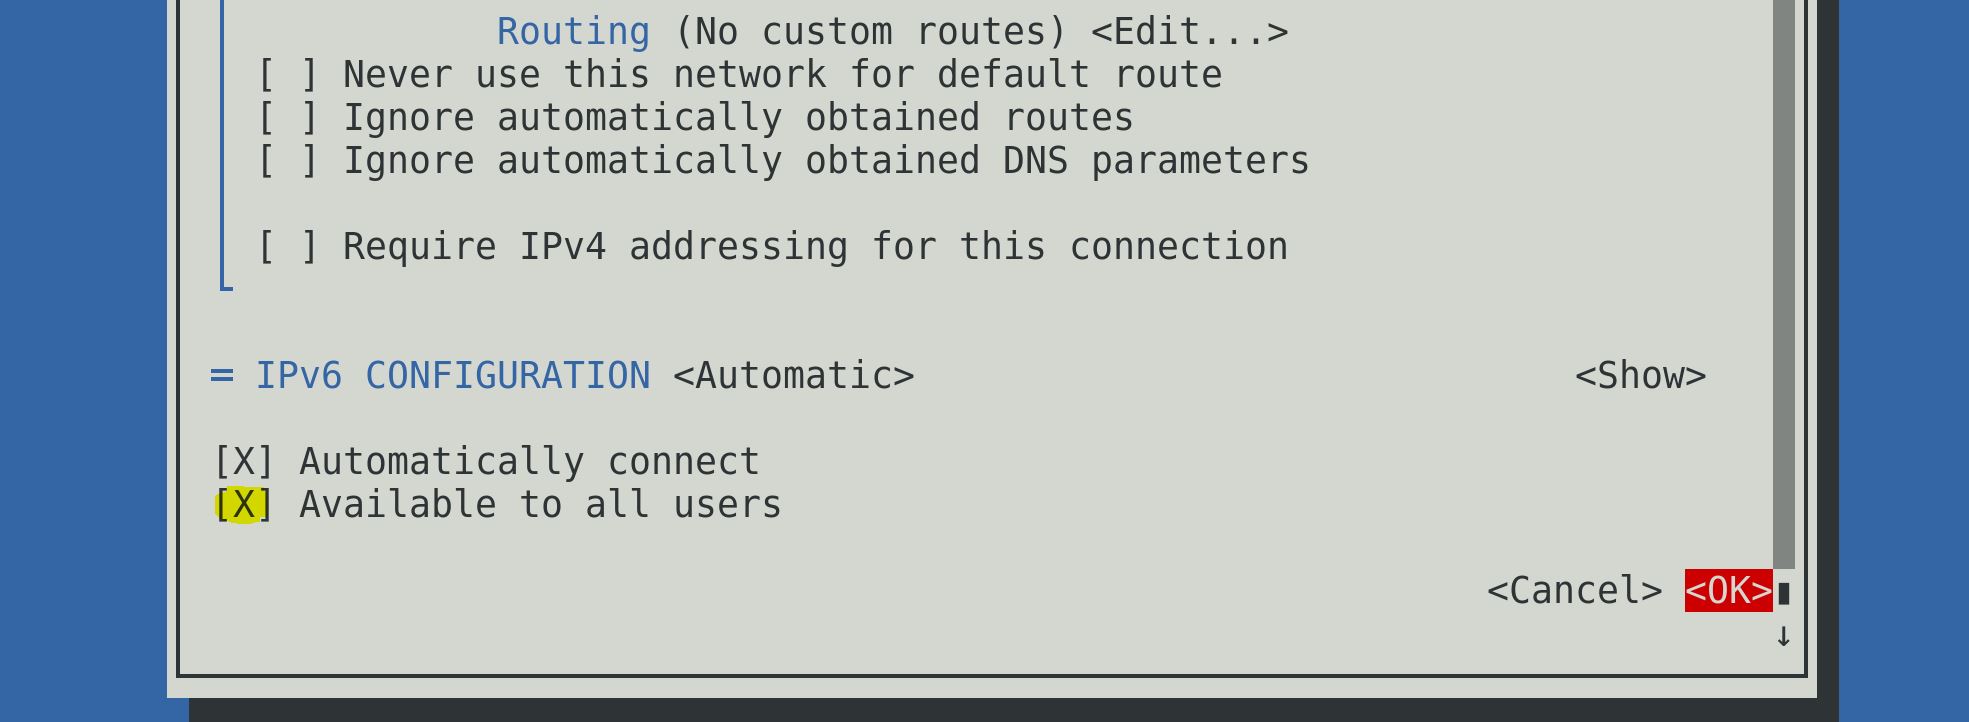 Routing (No custom routes) <Edit...>
[ ] Never use this network for default route
[ ] Ignore automatically obtained routes
[ ] Ignore automatically obtained DNS parameters
[ ] Require IPv4 addressing for this connection
= IPv6 CONFIGURATION <Automatic> <Show>
[X] Automatically connect
[X] Available to all users
<Cancel> <OK>
↓